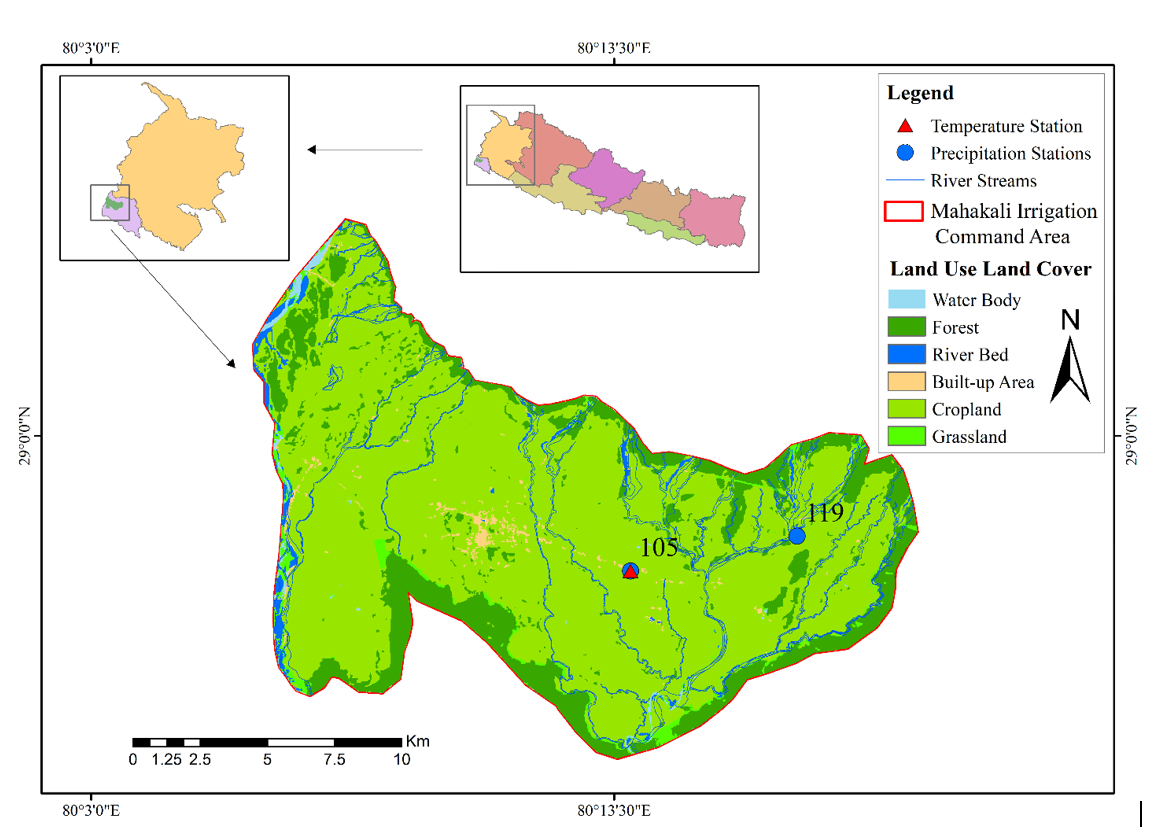 80°3'0"E
80°13'30"E
Legend
Temperature Station
Precipitation Stations
River Streams
Mahakali Irrigation
Command Area
Land Use Land Cover
Water Body
Forest
River Bed
Built-up Area
Cropland
Grassland
N
29°0'0"N
29°0'0"N
119
105
Km
0 1.25 2.5 5 7.5 10
80°3'0"E
80°13'30"E